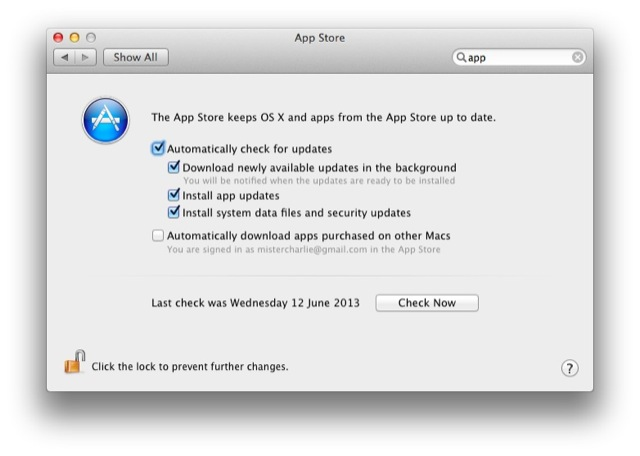 App Store
Show All
app
The App Store keeps OS X and apps from the App Store up to date.
Automatically check for updates
Download newly available updates in the background
You will be notified when the updates are ready to be installed
Install app updates
Install system data files and security updates
Automatically download apps purchased on other Macs
You are signed in as mistercharlie@gmail.com in the App Store
Last check was Wednesday 12 June 2013 Check Now
Click the lock to prevent further changes. ?